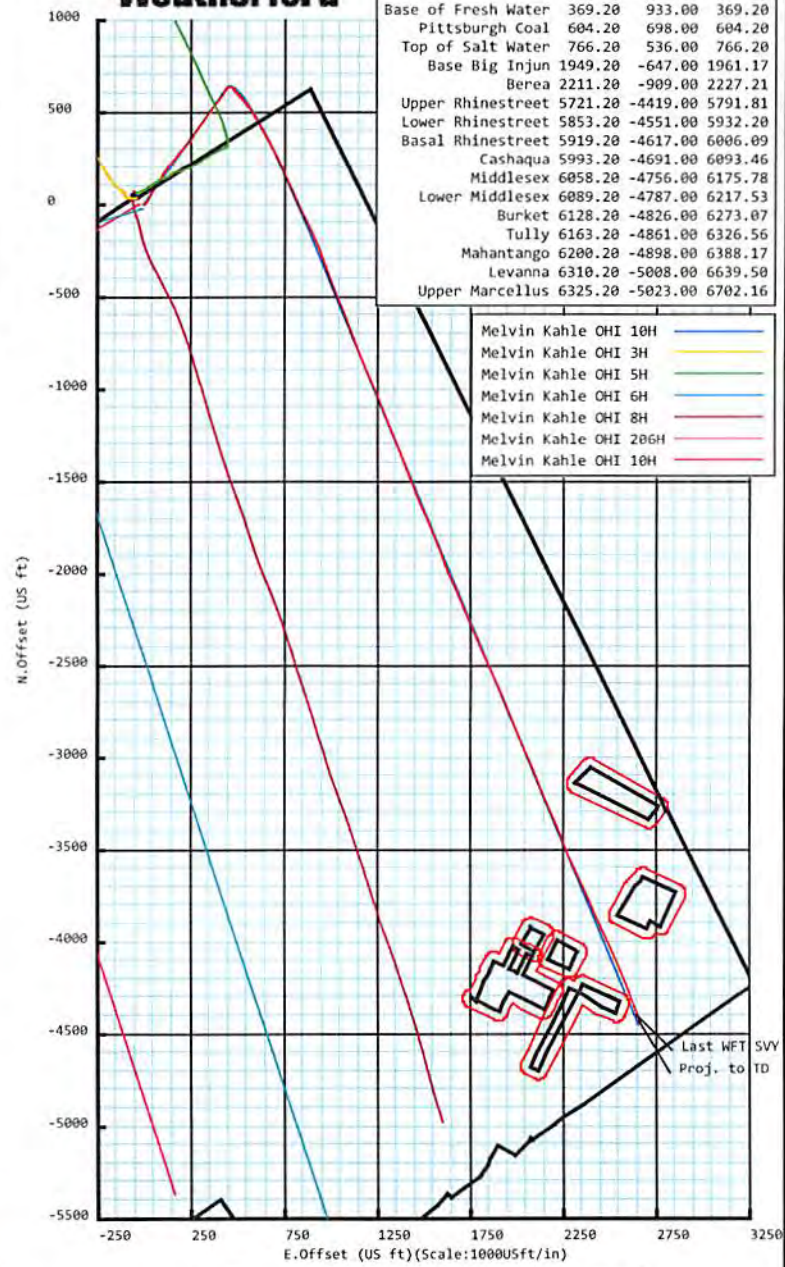 Weatherford
Base of Fresh Water 369.20 933.00 369.20
Pittsburgh Coal 604.20 698.00 604.20
Top of Salt Water 766.20 536.00 766.20
Base Big Injun 1949.20 -647.00 1961.17
Berea 2211.20 -909.00 2227.21
Upper Rhinestreet 5721.20 -4419.00 5791.81
Lower Rhinestreet 5853.20 -4551.00 5932.20
Basal Rhinestreet 5919.20 -4617.00 6006.09
Cashaqua 5993.20 -4691.00 6093.46
Middlesex 6058.20 -4756.00 6175.78
Lower Middlesex 6089.20 -4787.00 6217.53
Burket 6128.20 -4826.00 6273.07
Tully 6163.20 -4861.00 6326.56
Mahantango 6200.20 -4898.00 6388.17
Levanna 6310.20 -5008.00 6639.50
Upper Marcellus 6325.20 -5023.00 6702.16
Melvin Kahle OHI 10H
Melvin Kahle OHI 3H
Melvin Kahle OHI 5H
Melvin Kahle OHI 6H
Melvin Kahle OHI 8H
Melvin Kahle OHI 206H
Melvin Kahle OHI 10H
1000
500
0
-500
-1000
-1500
-2000
-2500
-3000
-3500
-4000
-4500
-5000
-5500
N.Offset (US ft)
Last WFT SVY
Proj. to TD
-250 250 750 1250 1750 2250 2750 3250
E.Offset (US ft)(Scale:1000USft/in)